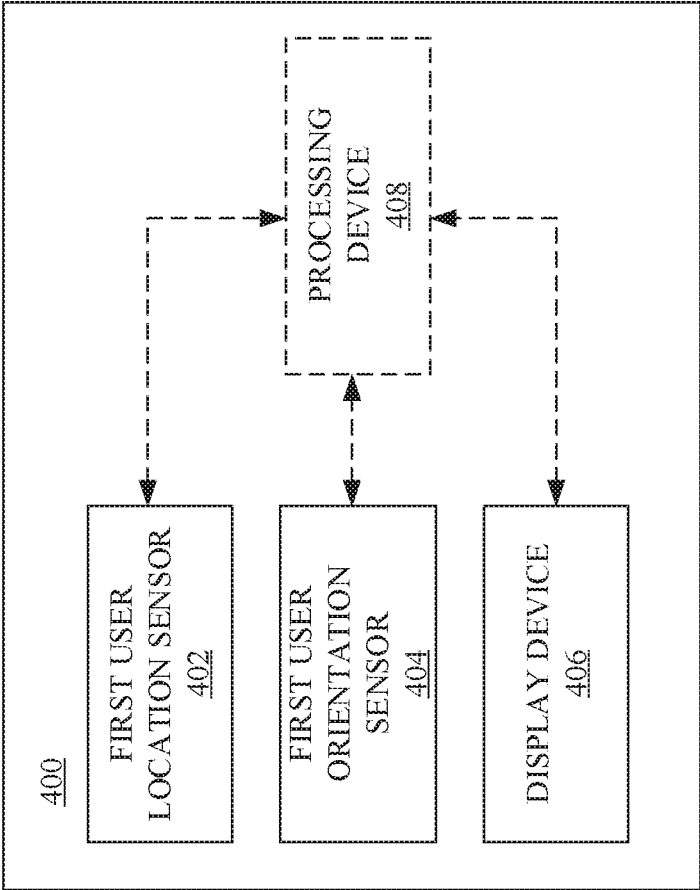 400
FIRST USER
LOCATION SENSOR
402
FIRST USER
ORIENTATION
SENSOR
404
DISPLAY DEVICE
406
PROCESSING
DEVICE
408